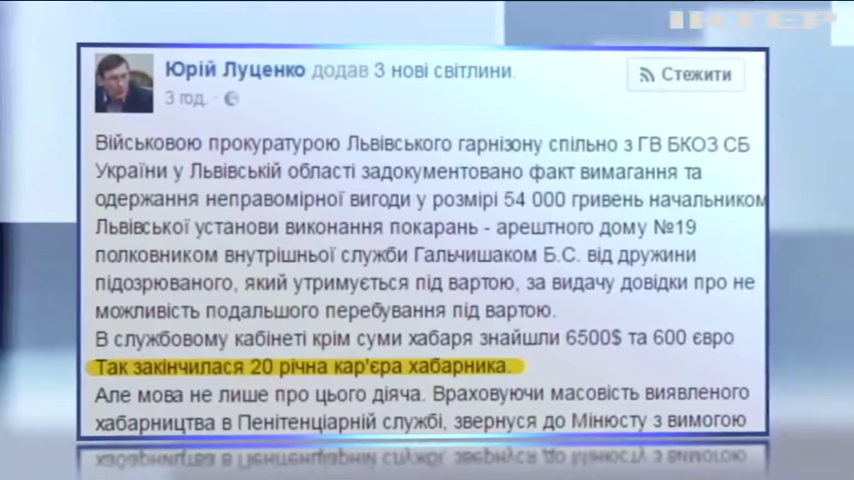 ІНТЕР
Юрій Луценко додав 3 нові світлини.
Стежити
3 год.
Військовою прокуратурою Львівського гарнізону спільно з ГВ БКОЗ СБ
України у Львівській області задокументовано факт вимагання та
одержання неправомірної вигоди у розмірі 54 000 гривень начальником
Львівської установи виконання покарань - арештного дому №19
полковником внутрішньої служби Гальчишаком Б.С. від дружини
підозрюваного, який утримується під вартою, за видачу довідки про не
можливість подальшого перебування під вартою.
В службовому кабінеті крім суми хабаря знайшли 6500$ та 600 євро
Так закінчилася 20 річна кар'єра хабарника.
Але мова не лише про цього діяча. Враховуючи масовість виявленого
хабарництва в Пенітенціарній службі, звернуся до Мінюсту з вимогою